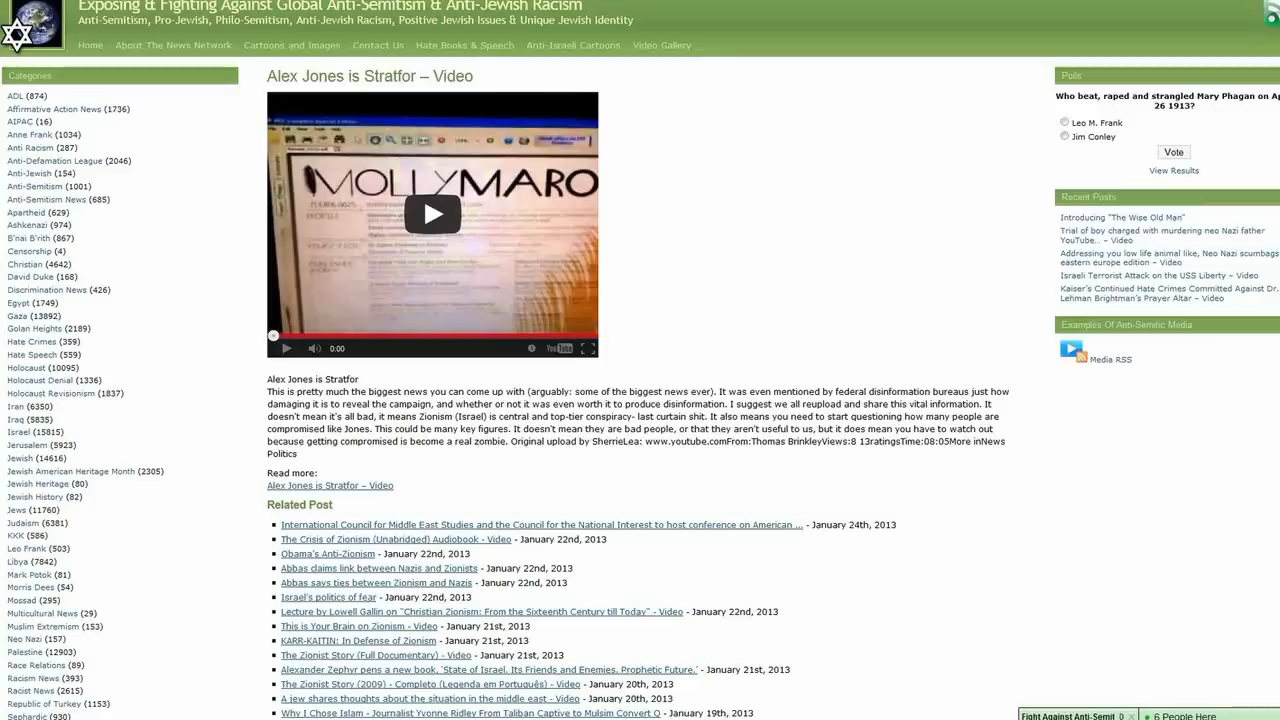 Exposing & Fighting Against Global Anti-Semitism & Anti-Jewish Racism
Anti-Semitism, Pro-Jewish, Philo-Semitism, Anti-Jewish Racism, Positive Jewish Issues & Unique Jewish Identity
Home About The News Network Cartoons and Images Contact Us Hate Books & Speech Anti-Israeli Cartoons Video Gallery
Categories
ADL (874)
Affirmative Action News (1736)
AIPAC (16)
Anne Frank (1034)
Anti Racism (287)
Anti-Defamation League (2046)
Anti-Jewish (154)
Anti-Semitism (1001)
Anti-Semitism News (685)
Apartheid (629)
Ashkenazi (974)
B'nai B'rith (867)
Censorship (4)
Christian (4642)
David Duke (168)
Discrimination News (426)
Egypt (1749)
Gaza (13892)
Golan Heights (2189)
Hate Crimes (359)
Hate Speech (559)
Holocaust (10095)
Holocaust Denial (1336)
Holocaust Revisionism (1837)
Iran (6350)
Iraq (5835)
Israel (15815)
Jerusalem (5923)
Jewish (14616)
Jewish American Heritage Month (2305)
Jewish Heritage (80)
Jewish History (82)
Jews (11760)
Judaism (6381)
KKK (586)
Leo Frank (503)
Libya (7842)
Mark Potok (81)
Morris Dees (54)
Mossad (295)
Multicultural News (29)
Muslim Extremism (153)
Neo Nazi (157)
Palestine (12903)
Race Relations (89)
Racism News (393)
Racist News (2615)
Republic of Turkey (1153)
Sephardic (930)
Alex Jones is Stratfor – Video
MOLLYMARO
0:00
YouTube
Alex Jones is Stratfor
This is pretty much the biggest news you can come up with (arguably: some of the biggest news ever). It was even mentioned by federal disinformation bureaus just how
damaging it is to reveal the campaign, and whether or not it was even worth it to produce disinformation. I suggest we all reupload and share this vital information. It
doesn't mean it's all bad, it means Zionism (Israel) is central and top-tier conspiracy- last curtain shit. It also means you need to start questioning how many people are
compromised like Jones. This could be many key figures. It doesn't mean they are bad people, or that they aren't useful to us, but it does mean you have to watch out
because getting compromised is become a real zombie. Original upload by SherrieLea: www.youtube.comFrom:Thomas BrinkleyViews:8 13ratingsTime:08:05More inNews
Politics
Read more:
Alex Jones is Stratfor – Video
Related Post
International Council for Middle East Studies and the Council for the National Interest to host conference on American ... - January 24th, 2013
The Crisis of Zionism (Unabridged) Audiobook - Video - January 22nd, 2013
Obama's Anti-Zionism - January 22nd, 2013
Abbas claims link between Nazis and Zionists - January 22nd, 2013
Abbas says ties between Zionism and Nazis - January 22nd, 2013
Israel's politics of fear - January 22nd, 2013
Lecture by Lowell Gallin on "Christian Zionism: From the Sixteenth Century till Today" - Video - January 22nd, 2013
This is Your Brain on Zionism - Video - January 21st, 2013
KARR-KAITIN: In Defense of Zionism - January 21st, 2013
The Zionist Story (Full Documentary) - Video - January 21st, 2013
Alexander Zephyr pens a new book, 'State of Israel. Its Friends and Enemies. Prophetic Future,' - January 21st, 2013
The Zionist Story (2009) - Completo (Legenda em Português) - Video - January 20th, 2013
A jew shares thoughts about the situation in the middle east - Video - January 20th, 2013
Why I Chose Islam - Journalist Yvonne Ridley From Taliban Captive to Mulsim Convert O - January 19th, 2013
Polls
Who beat, raped and strangled Mary Phagan on Ap
26 1913?
Leo M. Frank
Jim Conley
Vote
View Results
Recent Posts
Introducing "The Wise Old Man"
Trial of boy charged with murdering neo Nazi father
YouTube.. – Video
Addressing you low life animal like, Neo Nazi scumbags
eastern europe edition – Video
Israeli Terrorist Attack on the USS Liberty – Video
Kaiser's Continued Hate Crimes Committed Against Dr.
Lehman Brightman's Prayer Altar – Video
Examples Of Anti-Semitic Media
Media RSS
Fight Against Anti-Semit 0
6 People Here